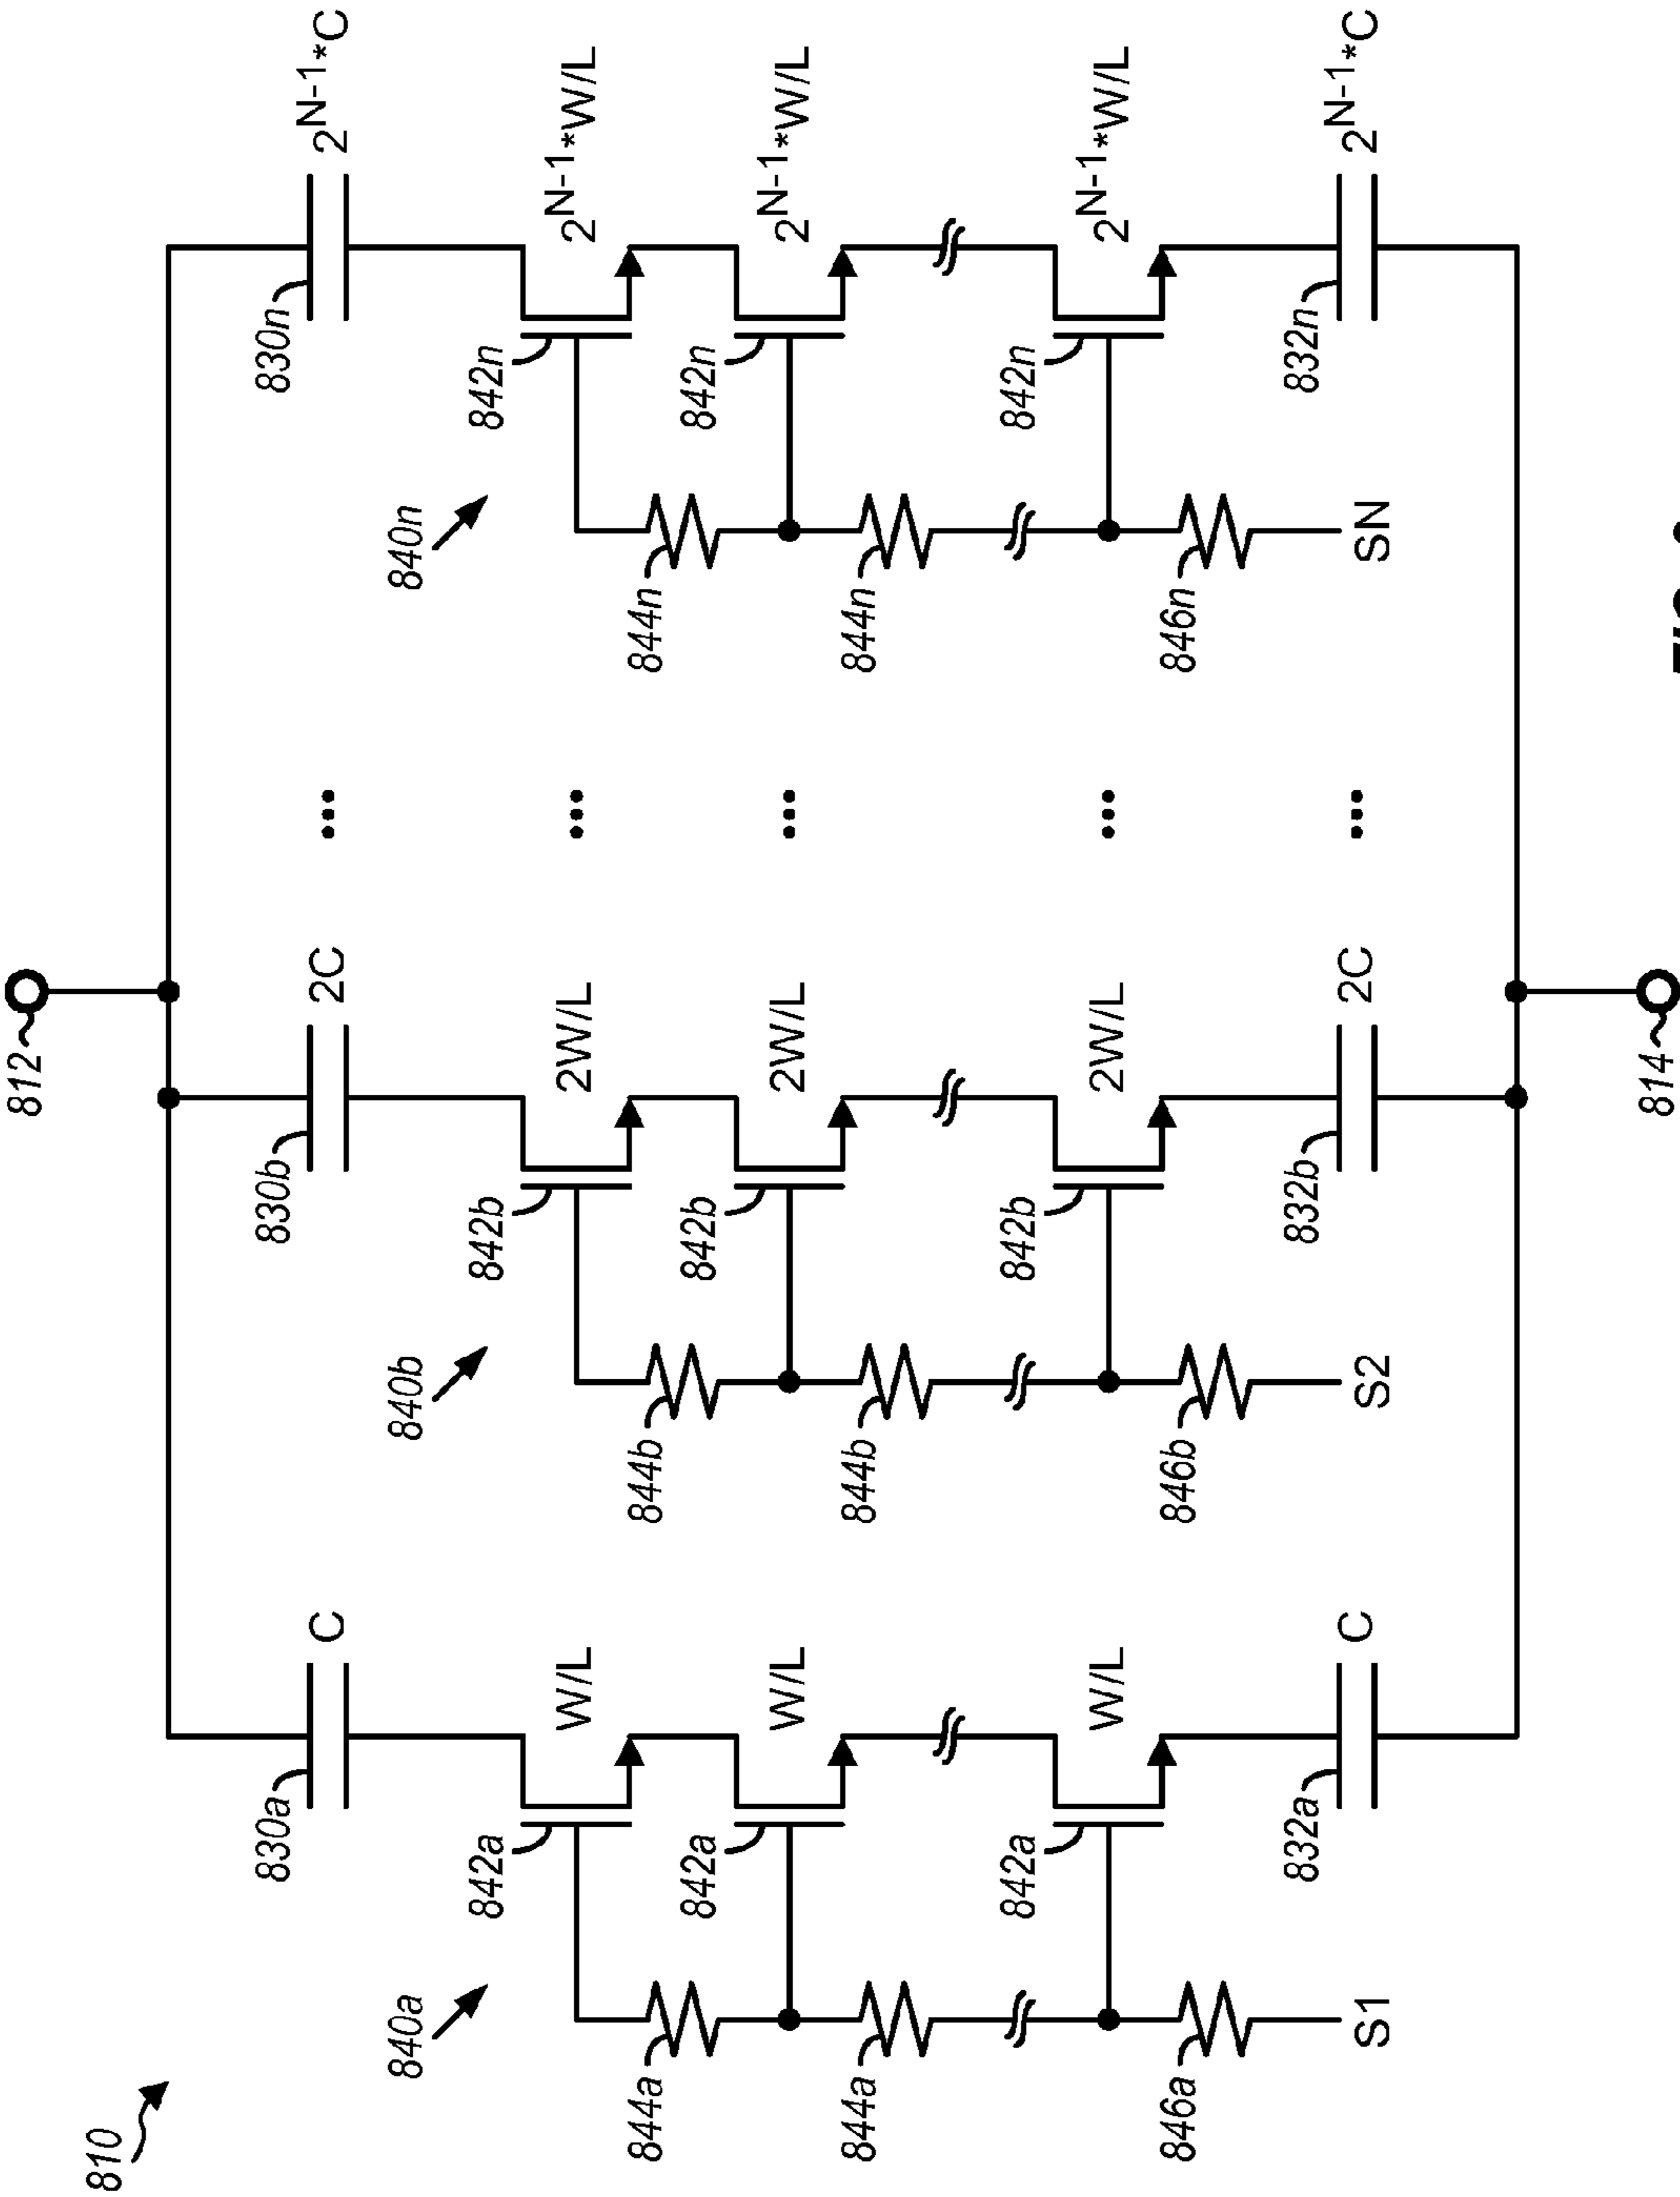 812
810
830a C 830b 2C 830n 2^N-1*C
840a 840b 840n
842a W/L 842b 2W/L 842n 2^N-1*W/L
844a 844b 844n
842a W/L 842b 2W/L 842n 2^N-1*W/L
844a 844b 844n
842a W/L 842b 2W/L 842n 2^N-1*W/L
846a 846b 846n
832a C 832b 2C 832n 2^N-1*C
S1 S2 SN
814